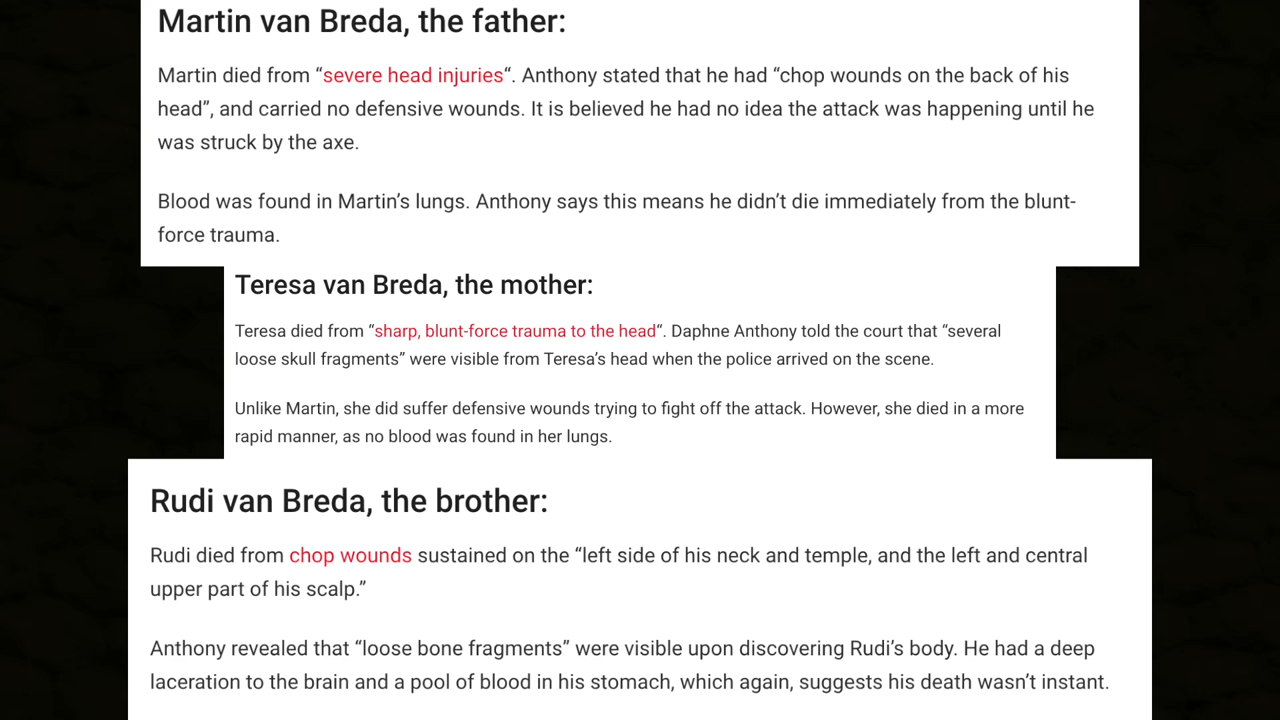 Martin van Breda, the father:
Martin died from “severe head injuries“. Anthony stated that he had “chop wounds on the back of his
head”, and carried no defensive wounds. It is believed he had no idea the attack was happening until he
was struck by the axe.
Blood was found in Martin’s lungs. Anthony says this means he didn’t die immediately from the blunt-
force trauma.
Teresa van Breda, the mother:
Teresa died from “sharp, blunt-force trauma to the head“. Daphne Anthony told the court that “several
loose skull fragments” were visible from Teresa’s head when the police arrived on the scene.
Unlike Martin, she did suffer defensive wounds trying to fight off the attack. However, she died in a more
rapid manner, as no blood was found in her lungs.
Rudi van Breda, the brother:
Rudi died from chop wounds sustained on the “left side of his neck and temple, and the left and central
upper part of his scalp.”
Anthony revealed that “loose bone fragments” were visible upon discovering Rudi’s body. He had a deep
laceration to the brain and a pool of blood in his stomach, which again, suggests his death wasn’t instant.